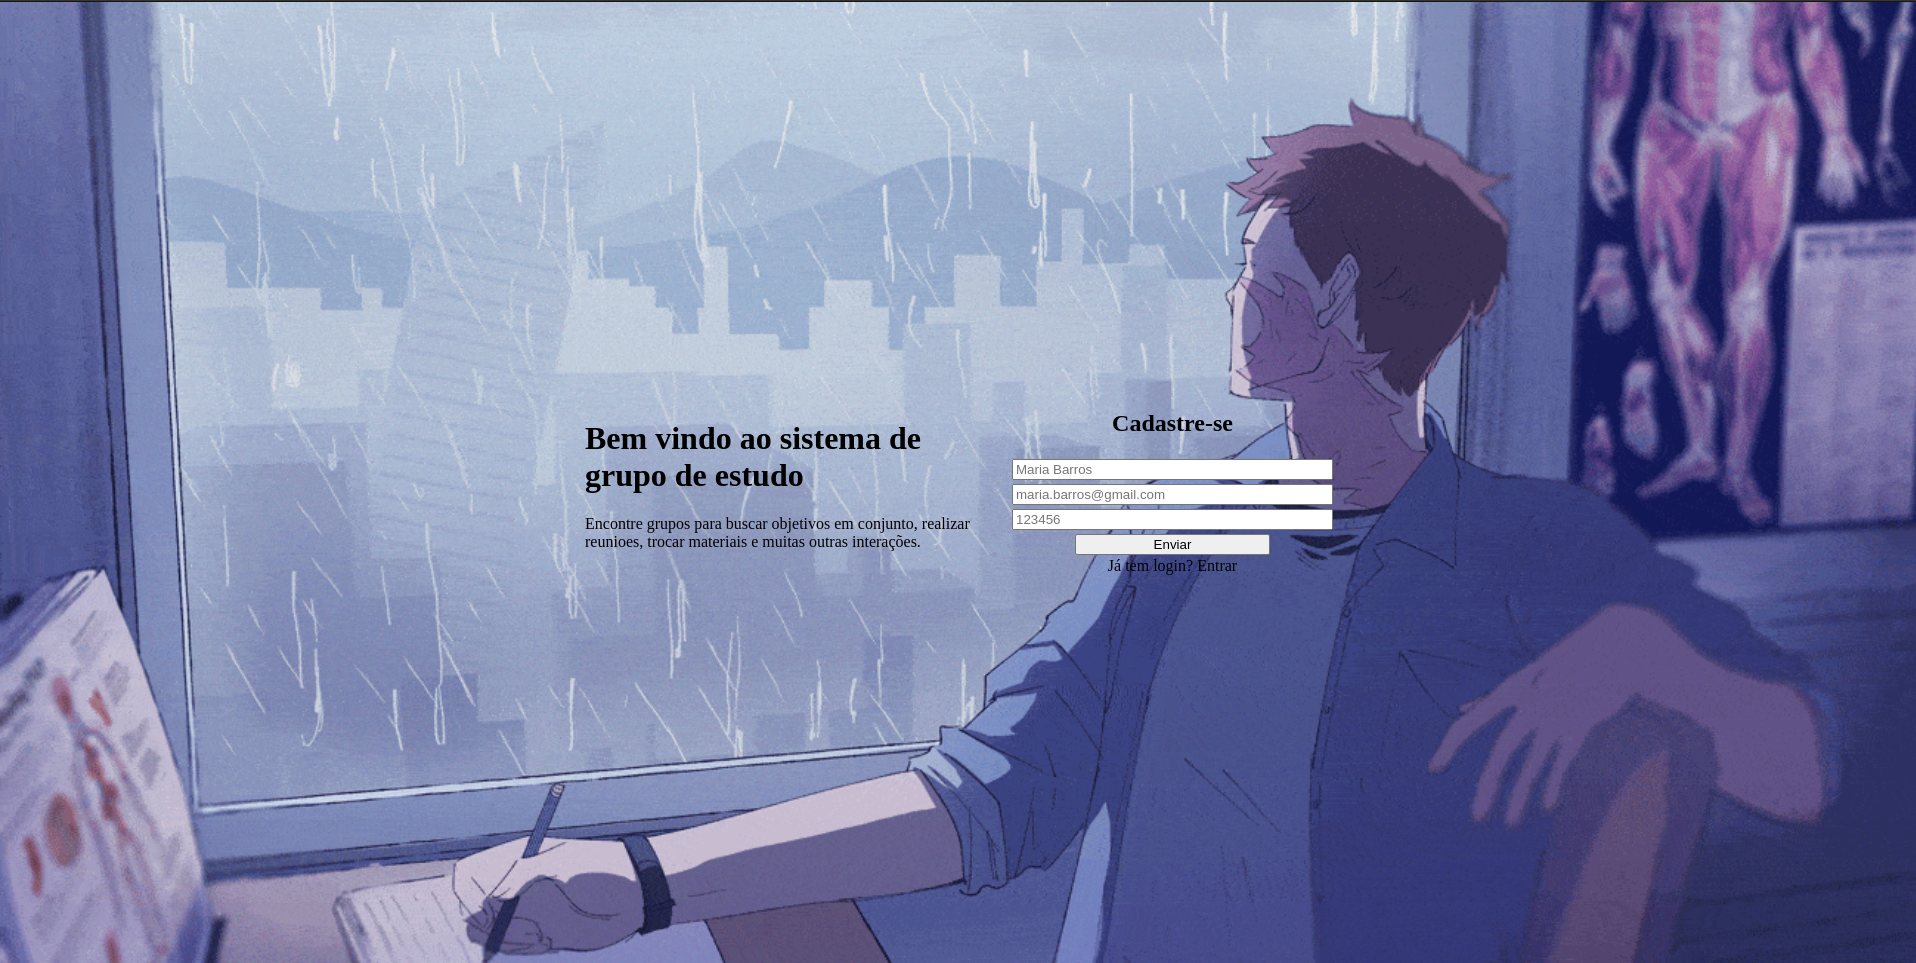 Bem vindo ao sistema de
grupo de estudo
Encontre grupos para buscar objetivos em conjunto, realizar
reunioes, trocar materiais e muitas outras interações.
Cadastre-se
Maria Barros
maria.barros@gmail.com
123456
Enviar
Já tem login? Entrar